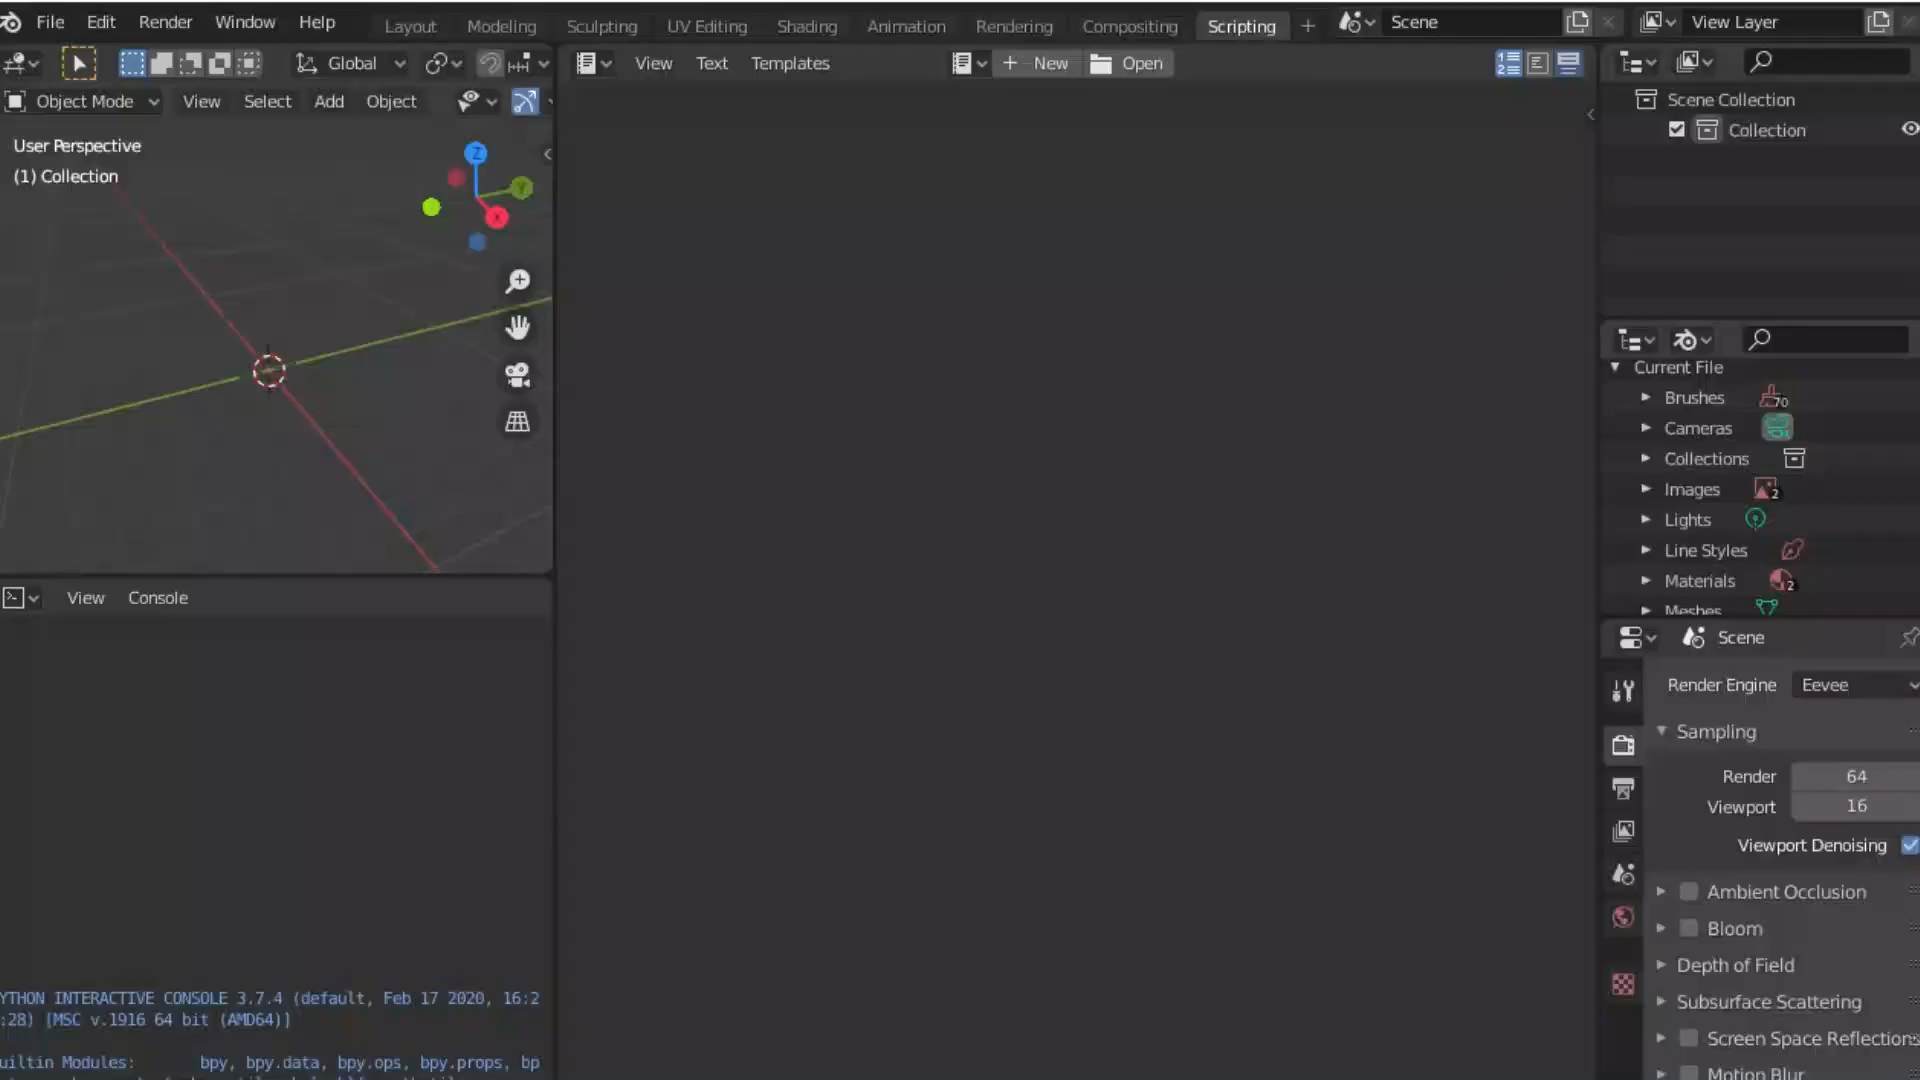 File Edit Render Window Help Layout Modeling Sculpting UV Editing Shading Animation Rendering Compositing Scripting + Scene View Layer
Global
View Text Templates + New Open
Object Mode View Select Add Object
User Perspective
(1) Collection
Z
Y
X
View Console
YTHON INTERACTIVE CONSOLE 3.7.4 (default, Feb 17 2020, 16:2
:28) [MSC v.1916 64 bit (AMD64)]
uiltin Modules: bpy, bpy.data, bpy.ops, bpy.props, bp
Scene Collection
Collection
Current File
Brushes 70
Cameras
Collections
Images 2
Lights
Line Styles
Materials 2
Meshes
Scene
Render Engine Eevee
Sampling
Render 64
Viewport 16
Viewport Denoising
Ambient Occlusion
Bloom
Depth of Field
Subsurface Scattering
Screen Space Reflections
Motion Blur